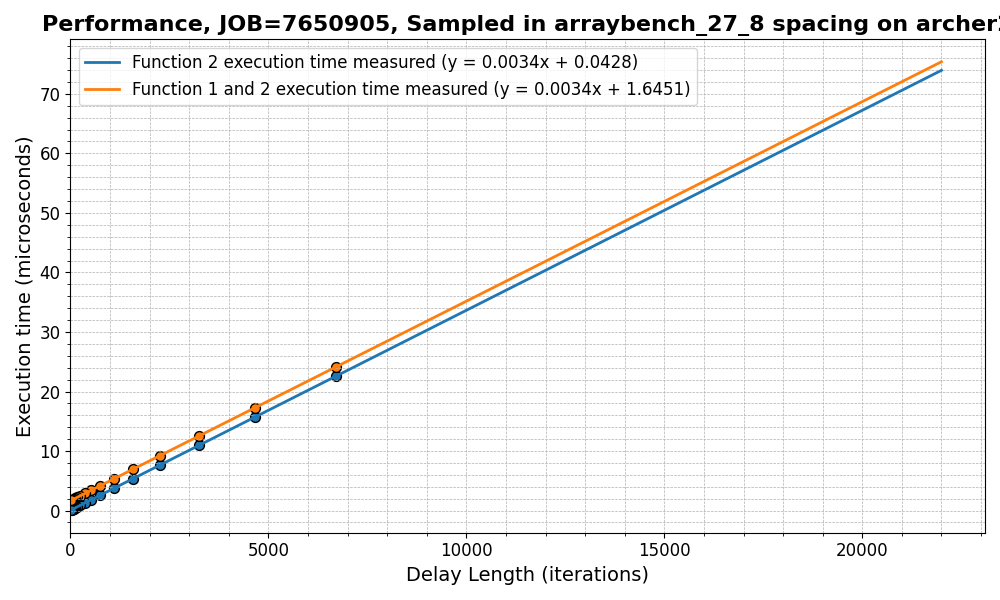 Performance, JOB=7650905, Sampled in arraybench_27_8 spacing on
Function 2 execution time measured (y = 0.0034x + 0.0428)
Function 1 and 2 execution time measured (y = 0.0034x + 1.6451)
Execution time (microseconds)
70
60
50
40
30
20
10
0
0 5000 10000 15000 20000
Delay Length (iterations)